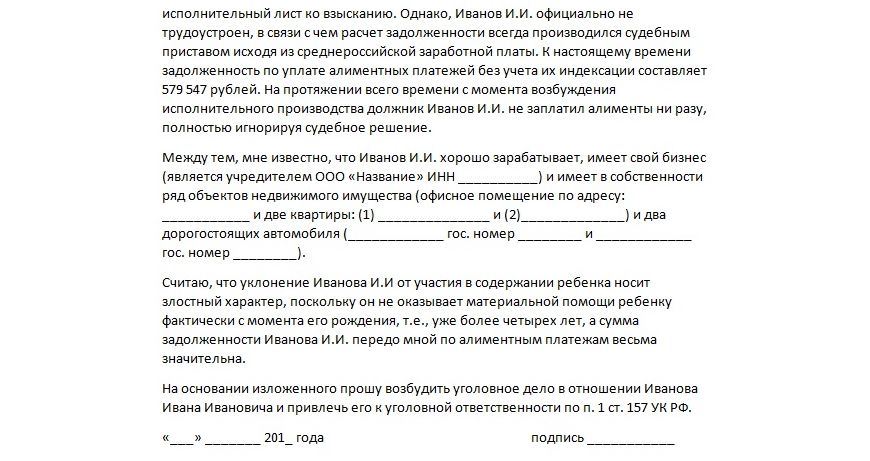 исполнительный лист ко взысканию. Однако, Иванов И.И. официально не
трудоустроен, в связи с чем расчет задолженности всегда производился судебным
приставом исходя из среднероссийской заработной платы. К настоящему времени
задолженность по уплате алиментных платежей без учета их индексации составляет
579 547 рублей. На протяжении всего времени с момента возбуждения
исполнительного производства должник Иванов И.И. не заплатил алименты ни разу,
полностью игнорируя судебное решение.
Между тем, мне известно, что Иванов И.И. хорошо зарабатывает, имеет свой бизнес
(является учредителем ООО «Название» ИНН __________) и имеет в собственности
ряд объектов недвижимого имущества (офисное помещение по адресу:
___________ и две квартиры: (1) ______________ и (2)_____________) и два
дорогостоящих автомобиля (____________ гос. номер ________ и ____________
гос. номер ________).
Считаю, что уклонение Иванова И.И от участия в содержании ребенка носит
злостный характер, поскольку он не оказывает материальной помощи ребенку
фактически с момента его рождения, т.е., уже более четырех лет, а сумма
задолженности Иванова И.И. передо мной по алиментным платежам весьма
значительна.
На основании изложенного прошу возбудить уголовное дело в отношении Иванова
Ивана Ивановича и привлечь его к уголовной ответственности по п. 1 ст. 157 УК РФ.
«___» _______ 201_ года подпись ___________